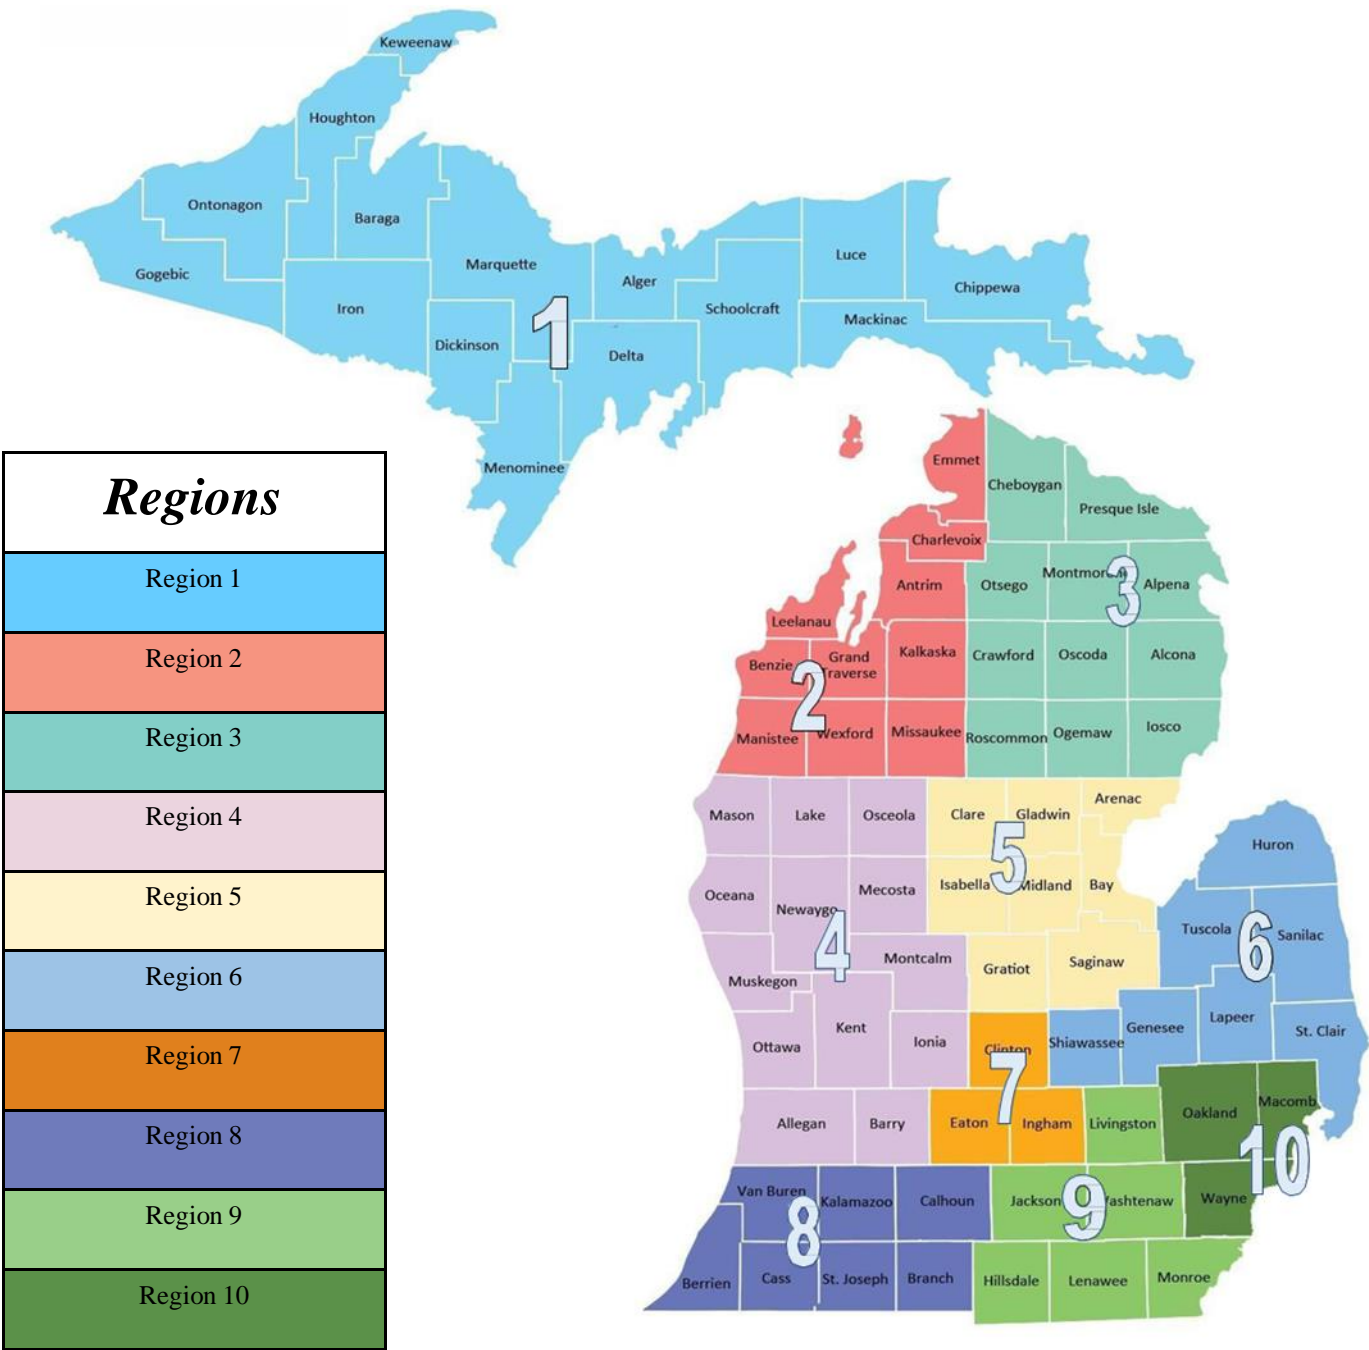 Keweenaw
Houghton
Ontonagon
Baraga
Gogebic
Marquette
Iron
Alger
Luce
Chippewa
Schoolcraft
Mackinac
Dickinson
Delta
1
Menominee
Regions
Region 1
Region 2
Region 3
Region 4
Region 5
Region 6
Region 7
Region 8
Region 9
Region 10
Emmet
Cheboygan
Presque Isle
Charlevoix
Antrim
Otsego
Alpena
3
Leelanau
Benzie
Grand
Traverse
Kalkaska
Crawford
Oscoda
Alcona
2
Manistee
Wexford
Missaukee
Roscommon
Ogemaw
Iosco
Mason
Lake
Osceola
Clare
Gladwin
Arenac
5
Huron
Oceana
Newaygo
Mecosta
Isabella
Midland
Bay
4
Tuscola
6
Sanilac
Muskegon
Montcalm
Gratiot
Saginaw
Ottawa
Kent
Ionia
Clinton
Shiawassee
Genesee
Lapeer
St. Clair
7
Allegan
Barry
Eaton
Ingham
Livingston
Oakland
Macomb
10
Van Buren
Kalamazoo
Calhoun
Jackson
9
Washtenaw
Wayne
8
Berrien
Cass
St. Joseph
Branch
Hillsdale
Lenawee
Monroe